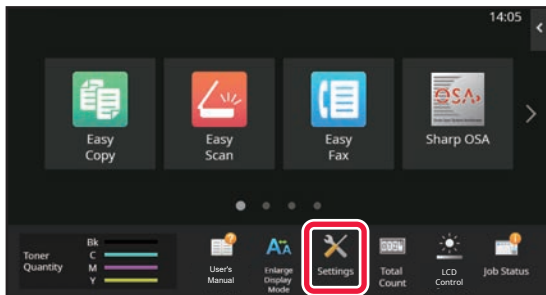 14:05
Easy
Copy
Easy
Scan
Easy
Fax
OSA
Sharp OSA
Toner
Quantity
Bk
C
M
Y
User's
Manual
Enlarge
Display
Mode
Settings
Total
Count
LCD
Control
Job Status